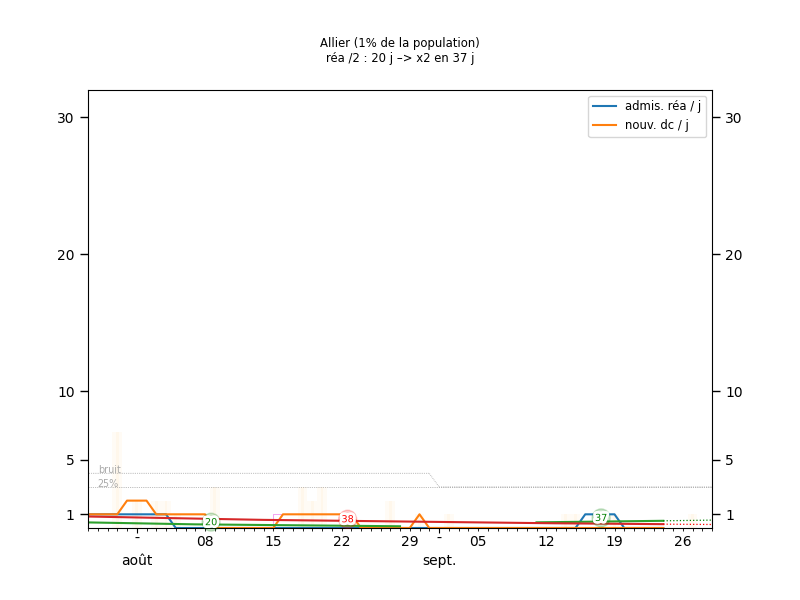 Allier (1% de la population)
réa /2 : 20 j –> x2 en 37 j
admis. réa / j
nouv. dc / j
30 30
20 20
10 10
5 5
1 1
bruit
25%
20 38 37
- 08 15 22 29 - 05 12 19 26
août sept.